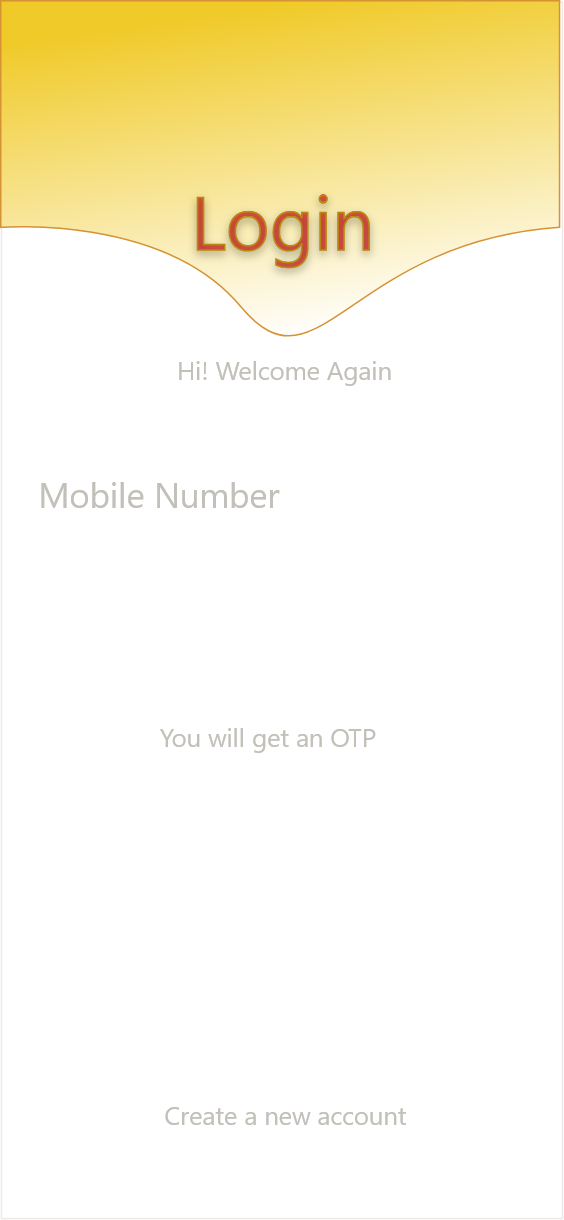 Login
Hi! Welcome Again
Mobile Number
You will get an OTP
Create a new account